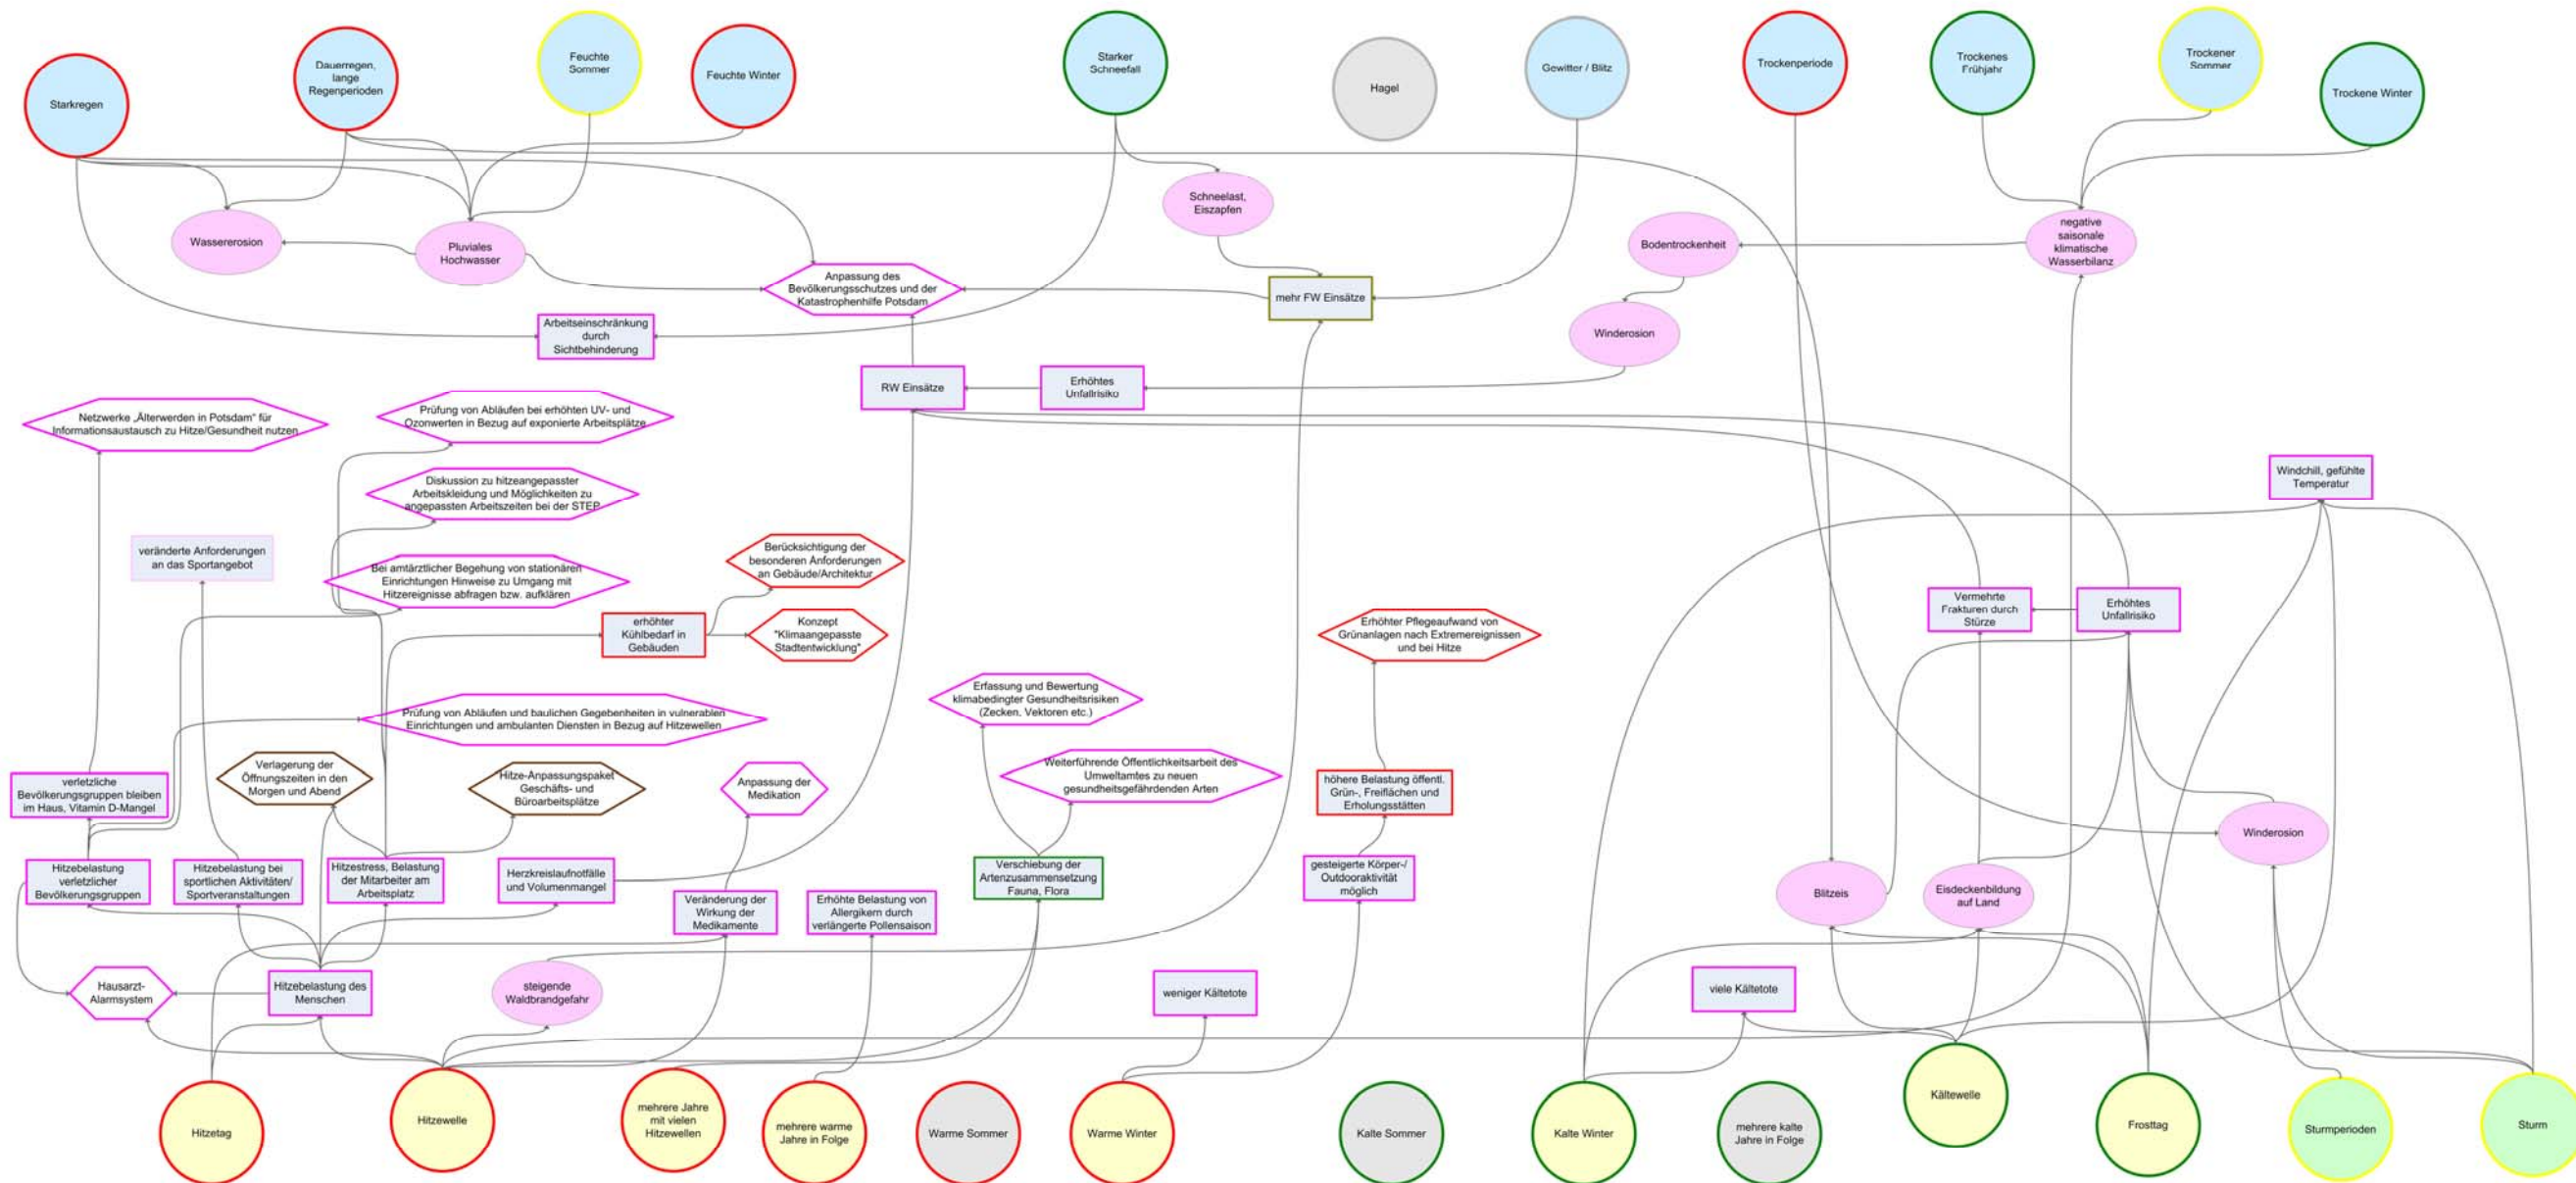 Starkregen
Dauerregen,
lange
Regenperioden
Feuchte
Sommer
Feuchte Winter
Starker
Schneefall
Hagel
Gewitter / Blitz
Trockenperiode
Trockenes
Frühjahr
Trockener
Sommer
Trockene Winter
Wassererosion
Pluviales
Hochwasser
Schneelast,
Eiszapfen
Bodentrockenheit
negative
saisonale
klimatische
Wasserbilanz
Anpassung des
Bevölkerungsschutzes und der
Katastrophenhilfe Potsdam
mehr FW Einsätze
Winderosion
Arbeitseinschränkung
durch
Sichtbehinderung
RW Einsätze
Erhöhtes
Unfallrisiko
Netzwerke „Älterwerden in Potsdam“ für
Informationsaustausch zu Hitze/Gesundheit nutzen
Prüfung von Abläufen bei erhöhten UV- und
Ozonwerten in Bezug auf exponierte Arbeitsplätze
Diskussion zu hitzeangepasster
Arbeitskleidung und Möglichkeiten zu
angepassten Arbeitszeiten bei der STEP
Windchill, gefühlte
Temperatur
veränderte Anforderungen
an das Sportangebot
Bei amtärztlicher Begehung von stationären
Einrichtungen Hinweise zu Umgang mit
Hitzereignisse abfragen bzw. aufklären
Berücksichtigung der
besonderen Anforderungen
an Gebäude/Architektur
erhöhter
Kühlbedarf in
Gebäuden
Konzept
"Klimaangepasste
Stadtentwicklung"
Erhöhter Pflegeaufwand von
Grünanlagen nach Extremereignissen
und bei Hitze
Vermehrte
Frakturen durch
Stürze
Erhöhtes
Unfallrisiko
Prüfung von Abläufen und baulichen Gegebenheiten in vulnerablen
Einrichtungen und ambulanten Diensten in Bezug auf Hitzewellen
Erfassung und Bewertung
klimabedingter Gesundheitsrisiken
(Zecken, Vektoren etc.)
verletzliche
Bevölkerungsgruppen bleiben
im Haus, Vitamin D-Mangel
Verlagerung der
Öffnungszeiten in den
Morgen und Abend
Hitze-Anpassungspaket
Geschäfts- und
Büroarbeitsplätze
Anpassung der
Medikation
Weiterführende Öffentlichkeitsarbeit des
Umweltamtes zu neuen
gesundheitsgefährdenden Arten
höhere Belastung öffentl.
Grün-, Freiflächen und
Erholungsstätten
Winderosion
Hitzebelastung
verletzlicher
Bevölkerungsgruppen
Hitzebelastung bei
sportlichen Aktivitäten/
Sportveranstaltungen
Hitzestress, Belastung
der Mitarbeiter am
Arbeitsplatz
Herzkreislaufnotfälle
und Volumenmangel
Veränderung der
Wirkung der
Medikamente
Erhöhte Belastung von
Allergikern durch
verlängerte Pollensaison
Verschiebung der
Artenzusammensetzung
Fauna, Flora
gesteigerte Körper-/
Outdooraktivität
möglich
Blitzeis
Eisdeckenbildung
auf Land
Hausarzt-
Alarmsystem
Hitzebelastung des
Menschen
steigende
Waldbrandgefahr
weniger Kältetote
viele Kältetote
Hitzetag
Hitzewelle
mehrere Jahre
mit vielen
Hitzewellen
mehrere warme
Jahre in Folge
Warme Sommer
Warme Winter
Kalte Sommer
Kalte Winter
mehrere kalte
Jahre in Folge
Kältewelle
Frosttag
Sturmperioden
Sturm